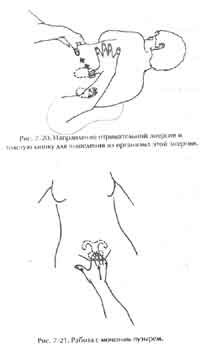 Рис. 7-20. Направление отрицательной энергии в
толстую кишку для выведения из организма этой энергии.
Рис. 7-21. Работа с мочевым пузырем.